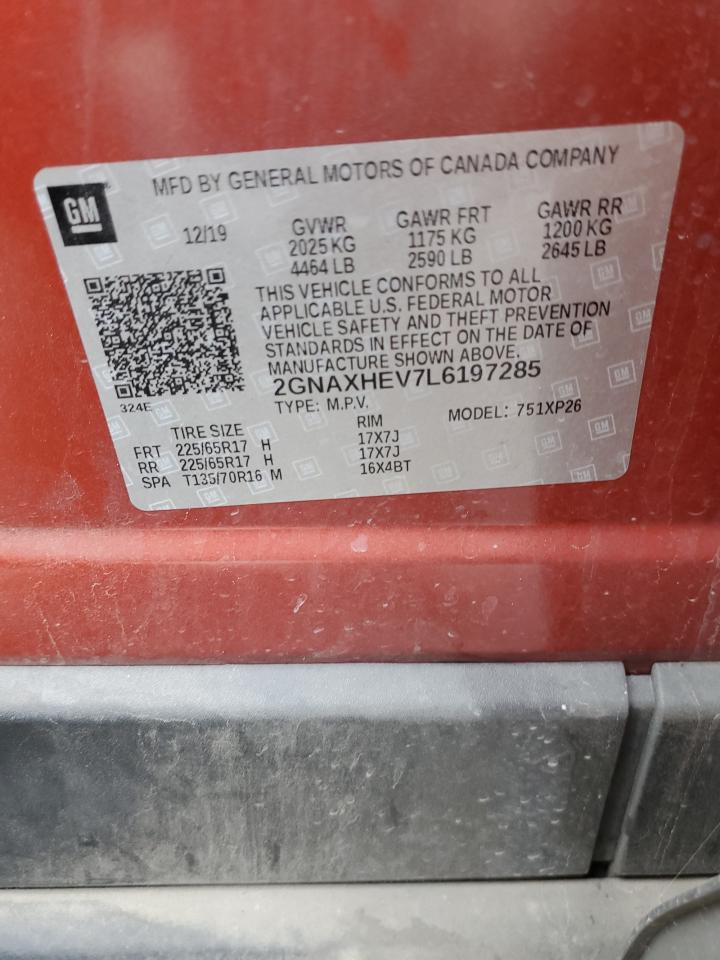 GM
MFD BY GENERAL MOTORS OF CANADA COMPANY
12/19 GVWR GAWR FRT GAWR RR
2025 KG 1175 KG 1200 KG
4464 LB 2590 LB 2645 LB
THIS VEHICLE CONFORMS TO ALL
APPLICABLE U.S. FEDERAL MOTOR
VEHICLE SAFETY AND THEFT PREVENTION
STANDARDS IN EFFECT ON THE DATE OF
MANUFACTURE SHOWN ABOVE.
2GNAXHEV7L6197285
324E
TYPE: M.P.V. MODEL: 751XP26
TIRE SIZE RIM
FRT 225/65R17 H 17X7J
RR 225/65R17 H 17X7J
SPA T135/70R16 M 16X4BT